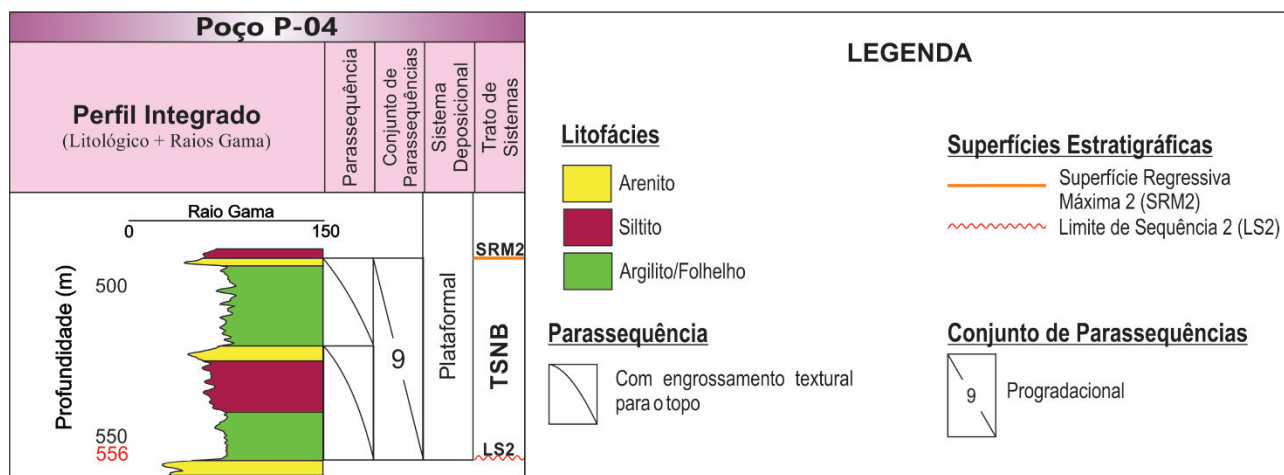 Poço P-04
Perfil Integrado
(Litológico + Raios Gama)
Parassequência
Conjunto de
Parassequências
Sistema
Deposicional
Trato de
Sistemas
Raio Gama
0
150
Profundidade (m)
500
550
556
9
Plataformal
SRM2
TSNB
LS2
LEGENDA
Litofácies
Arenito
Siltito
Argilito/Folhelho
Superfícies Estratigráficas
Superfície Regressiva
Máxima 2 (SRM2)
Limite de Sequência 2 (LS2)
Parassequência
Com engrossamento textural
para o topo
Conjunto de Parassequências
9
Progradacional